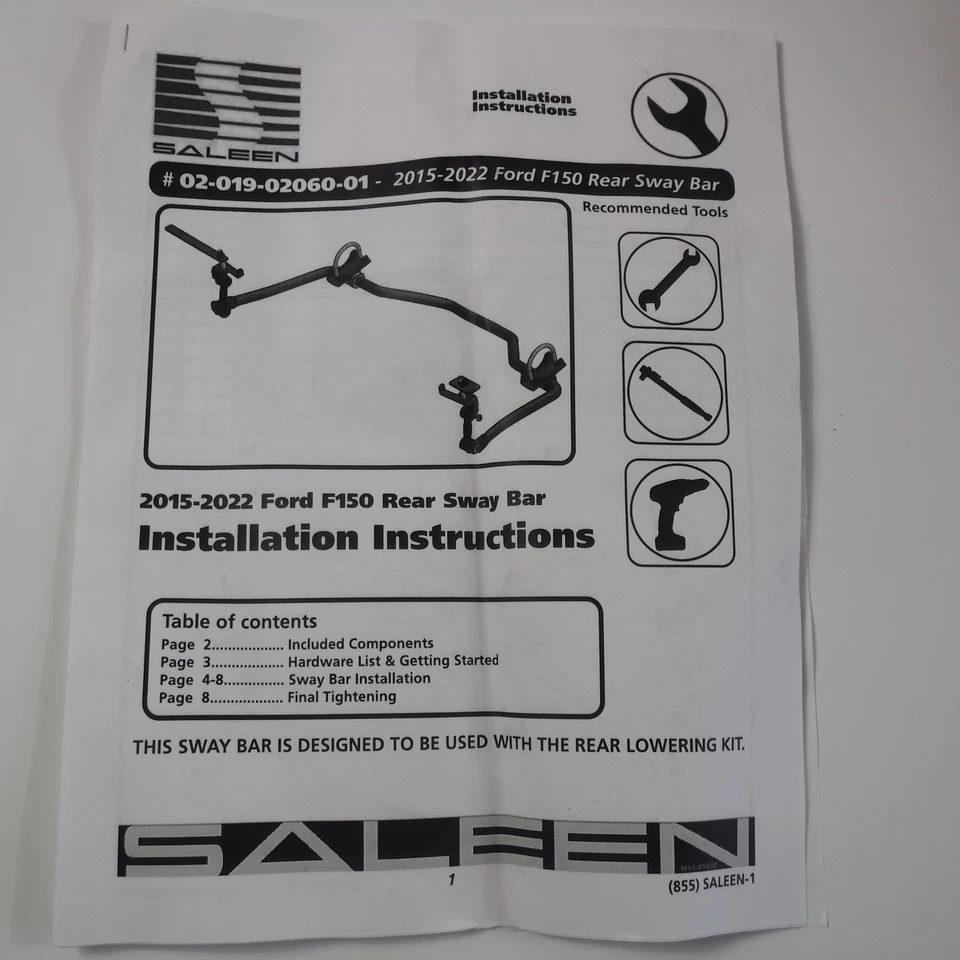 SALEEN
Installation
Instructions
# 02-019-02060-01 - 2015-2022 Ford F150 Rear Sway Bar
Recommended Tools
2015-2022 Ford F150 Rear Sway Bar
Installation Instructions
Table of contents
Page 2.................. Included Components
Page 3.................. Hardware List & Getting Started
Page 4-8............... Sway Bar Installation
Page 8.................. Final Tightening
THIS SWAY BAR IS DESIGNED TO BE USED WITH THE REAR LOWERING KIT.
SALEEN
1
(855) SALEEN-1